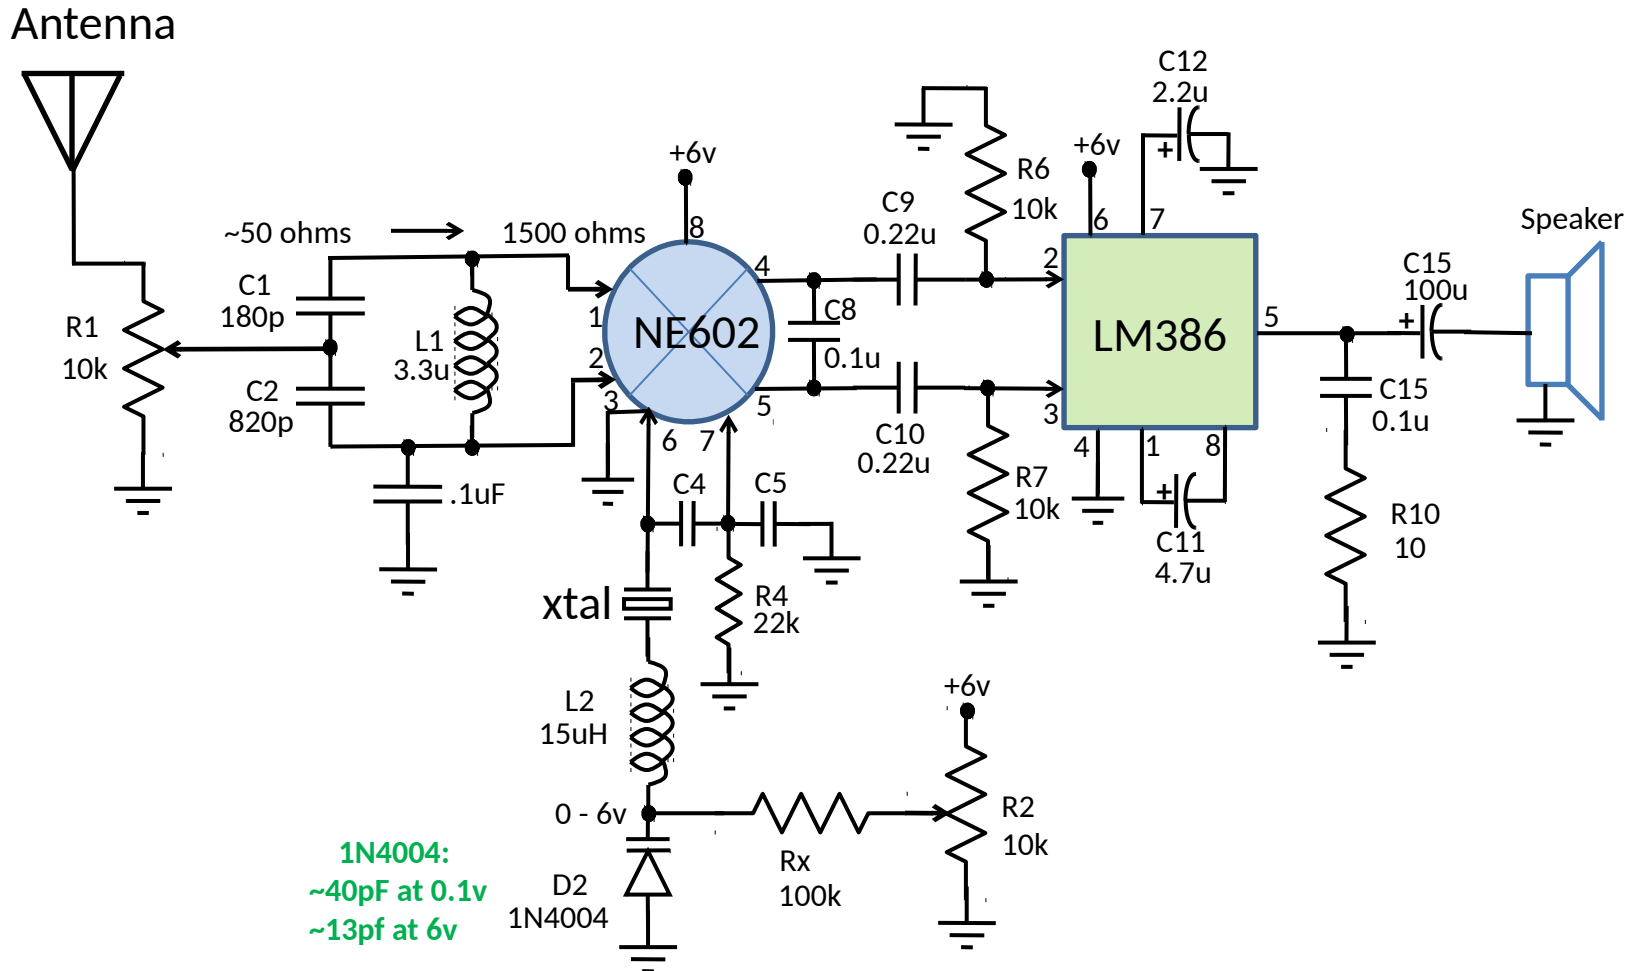 Antenna
C12
2.2u
+6v
+6v
R6
10k
C9
0.22u
~50 ohms
1500 ohms
8
6
7
Speaker
4
2
C1
180p
C15
100u
R1
10k
L1
3.3u
1
NE602
C8
0.1u
LM386
5
2
C2
820p
3
5
3
C15
0.1u
6
7
C10
0.22u
4
1
8
.1uF
C4
C5
R7
10k
R10
10
C11
4.7u
xtal
R4
22k
L2
15uH
+6v
0 - 6v
R2
10k
1N4004:
~40pF at 0.1v
~13pf at 6v
D2
1N4004
Rx
100k
+
+
+